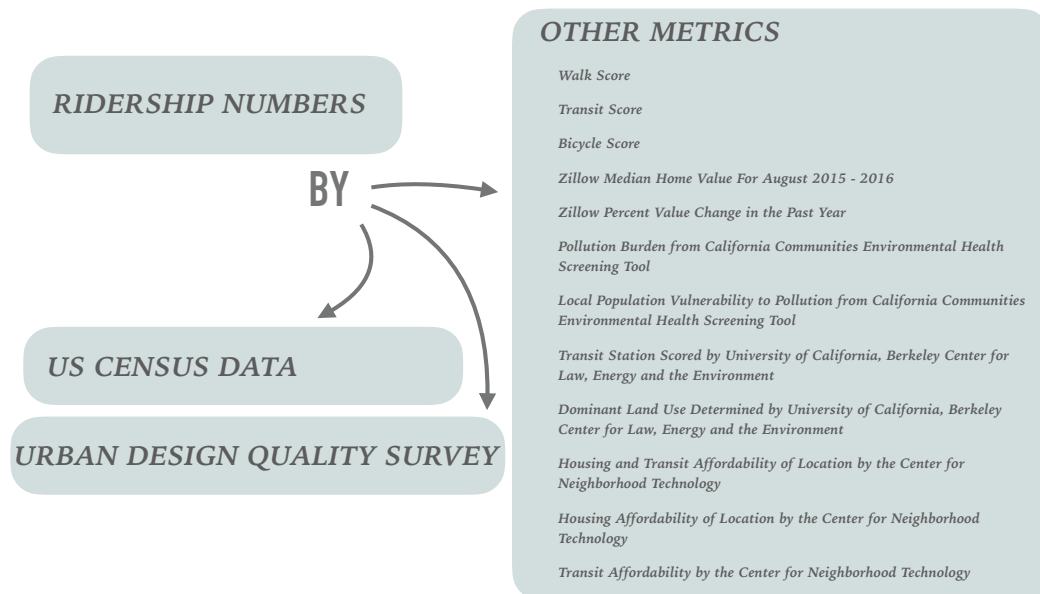 RIDERSHIP NUMBERS
BY
US CENSUS DATA
URBAN DESIGN QUALITY SURVEY
OTHER METRICS
Walk Score
Transit Score
Bicycle Score
Zillow Median Home Value For August 2015 - 2016
Zillow Percent Value Change in the Past Year
Pollution Burden from California Communities Environmental Health
Screening Tool
Local Population Vulnerability to Pollution from California Communities
Environmental Health Screening Tool
Transit Station Scored by University of California, Berkeley Center for
Law, Energy and the Environment
Dominant Land Use Determined by University of California, Berkeley
Center for Law, Energy and the Environment
Housing and Transit Affordability of Location by the Center for
Neighborhood Technology
Housing Affordability of Location by the Center for Neighborhood
Technology
Transit Affordability by the Center for Neighborhood Technology